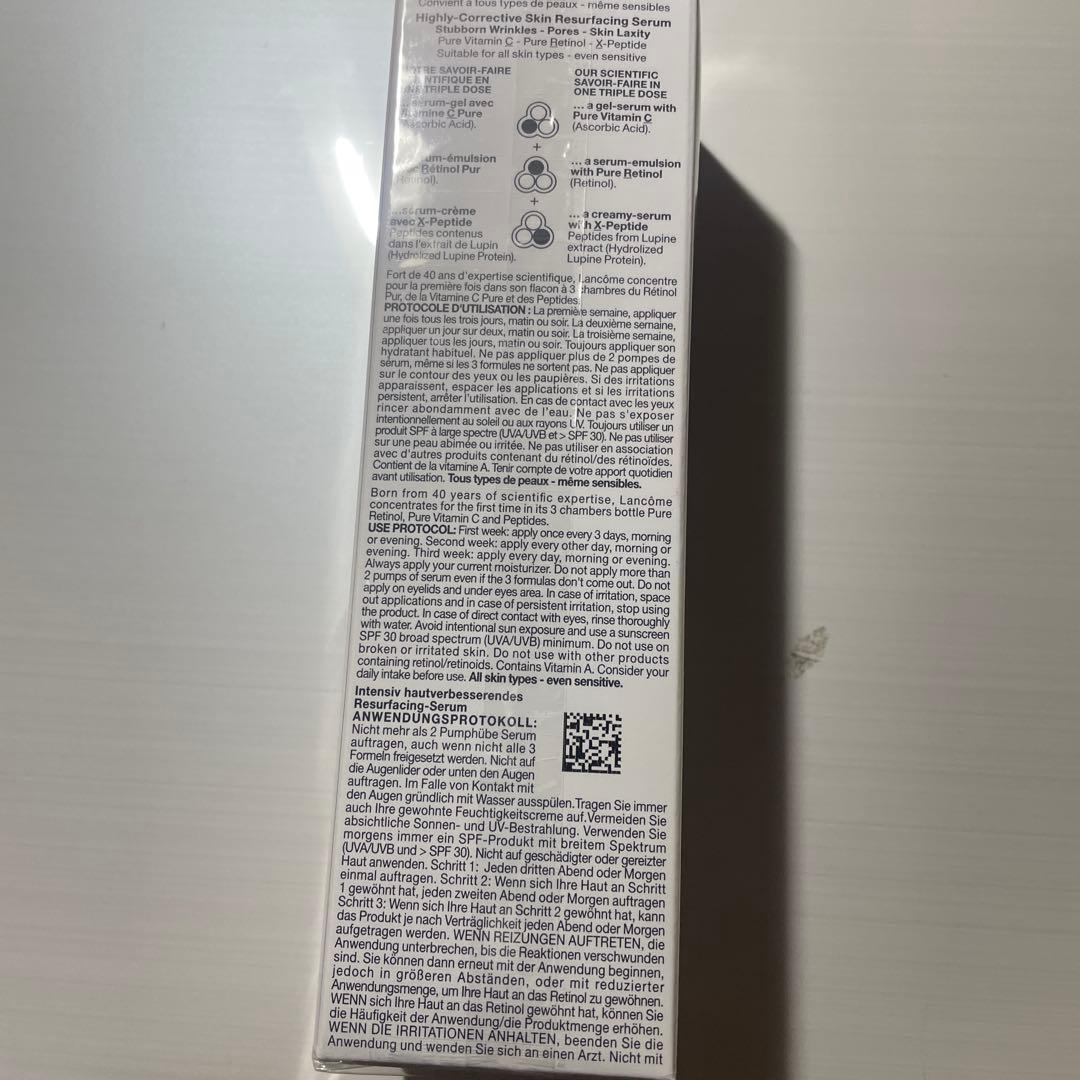 Convient à tous types de peaux - même sensibles
Highly-Corrective Skin Resurfacing Serum
Stubborn Wrinkles - Pores - Skin Laxity
Pure Vitamin C - Pure Retinol - X-Peptide
Suitable for all skin types - even sensitive
SAVOIR-FAIRE
EN
TRIPLE DOSE
...sérum-gel avec
Vitamine C Pure
(Ascorbic Acid).
OUR SCIENTIFIC
SAVOIR-FAIRE IN
ONE TRIPLE DOSE
... a gel-serum with
Pure Vitamin C
(Ascorbic Acid).
+
Rétinol Pur
(Retinol).
... a serum-emulsion
with Pure Retinol
(Retinol).
+
...sérum-crème
avec X-Peptide
Peptides contenus
dans l'extrait de Lupin
(Hydrolized Lupine Protein).
... a creamy-serum
with X-Peptide
Peptides from Lupine
extract (Hydrolized
Lupine Protein).
Fort de 40 ans d'expertise scientifique, Lancôme concentre
pour la première fois dans son flacon à 3 chambres du Rétinol
Pur, de la Vitamine C Pure et des Peptides.
PROTOCOLE D'UTILISATION : La première semaine, appliquer
une fois tous les trois jours, matin ou soir. La deuxième semaine,
appliquer un jour sur deux, matin ou soir. La troisième semaine,
appliquer tous les jours, matin ou soir. Toujours appliquer son
hydratant habituel. Ne pas appliquer plus de 2 pompes de
sérum, même si les 3 formules ne sortent pas. Ne pas appliquer
sur le contour des yeux ou les paupières. Si des irritations
apparaissent, espacer les applications et si les irritations
persistent, arrêter l'utilisation. En cas de contact avec les yeux
rincer abondamment avec de l'eau. Ne pas s'exposer
intentionnellement au soleil ou aux rayons UV. Toujours utiliser un
produit SPF à large spectre (UVA/UVB et > SPF 30). Ne pas utiliser
sur une peau abimée ou irritée. Ne pas utiliser en association
avec d'autres produits contenant du rétinol/des rétinoïdes.
Contient de la vitamine A. Tenir compte de votre apport quotidien
avant utilisation. Tous types de peaux - même sensibles.
Born from 40 years of scientific expertise, Lancôme
concentrates for the first time in its 3 chambers bottle Pure
Retinol, Pure Vitamin C and Peptides.
USE PROTOCOL: First week: apply once every 3 days, morning
or evening. Second week: apply every other day, morning or
evening. Third week: apply every day, morning or evening.
Always apply your current moisturizer. Do not apply more than
2 pumps of serum even if the 3 formulas don't come out. Do not
apply on eyelids and under eyes area. In case of irritation, space
out applications and in case of persistent irritation, stop using
the product. In case of direct contact with eyes, rinse thoroughly
with water. Avoid intentional sun exposure and use a sunscreen
SPF 30 broad spectrum (UVA/UVB) minimum. Do not use on
broken or irritated skin. Do not use with other products
containing retinol/retinoids. Contains Vitamin A. Consider your
daily intake before use. All skin types - even sensitive.
Intensiv hautverbesserendes
Resurfacing-Serum
ANWENDUNGSPROTOKOLL:
Nicht mehr als 2 Pumphübe Serum
auftragen, auch wenn nicht alle 3
Formeln freigesetzt werden. Nicht auf
die Augenlider oder unten den Augen
auftragen. Im Falle von Kontakt mit
den Augen gründlich mit Wasser ausspülen.Tragen Sie immer
auch Ihre gewohnte Feuchtigkeitscreme auf.Vermeiden Sie
absichtliche Sonnen- und UV-Bestrahlung. Verwenden Sie
morgens immer ein SPF-Produkt mit breitem Spektrum
(UVA/UVB und > SPF 30). Nicht auf geschädigter oder gereizter
Haut anwenden. Schritt 1: Jeden dritten Abend oder Morgen
einmal auftragen. Schritt 2: Wenn sich Ihre Haut an Schritt
1 gewöhnt hat, jeden zweiten Abend oder Morgen auftragen
Schritt 3: Wenn sich Ihre Haut an Schritt 2 gewöhnt hat, kann
das Produkt je nach Verträglichkeit jeden Abend oder Morgen
aufgetragen werden. WENN REIZUNGEN AUFTRETEN, die
Anwendung unterbrechen, bis die Reaktionen verschwunden
sind. Sie können dann erneut mit der Anwendung beginnen,
jedoch in größeren Abständen, oder mit reduzierter
Anwendungsmenge, um Ihre Haut an das Retinol zu gewöhnen.
WENN sich Ihre Haut an das Retinol gewöhnt hat, können Sie
die Häufigkeit der Anwendung/die Produktmenge erhöhen.
WENN DIE IRRITATIONEN ANHALTEN, beenden Sie die
Anwendung und wenden Sie sich an einen Arzt. Nicht mit